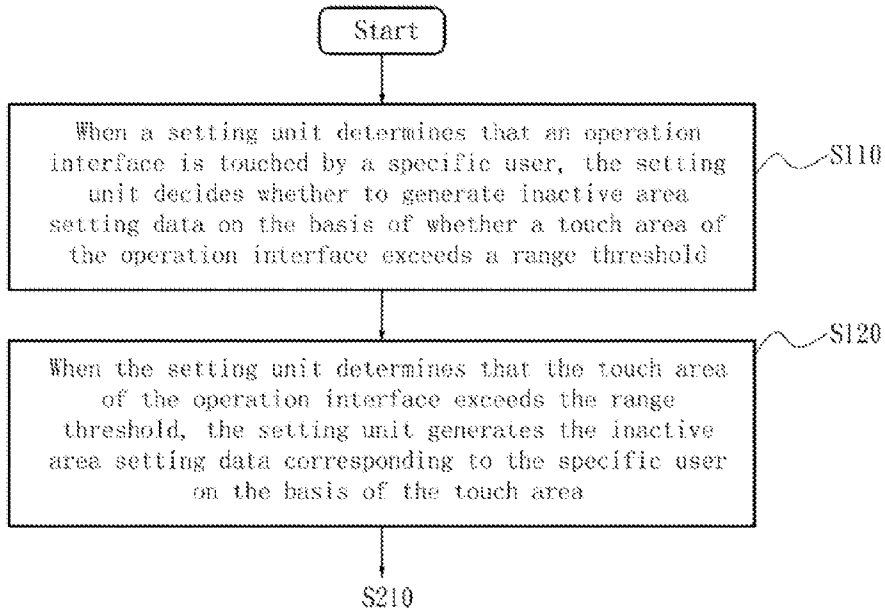 Start
When a setting unit determines that an operation
interface is touched by a specific user, the setting
unit decides whether to generate inactive area
setting data on the basis of whether a touch area of
the operation interface exceeds a range threshold
S110
When the setting unit determines that the touch area
of the operation interface exceeds the range
threshold, the setting unit generates the inactive
area setting data corresponding to the specific user
on the basis of the touch area
S120
S210